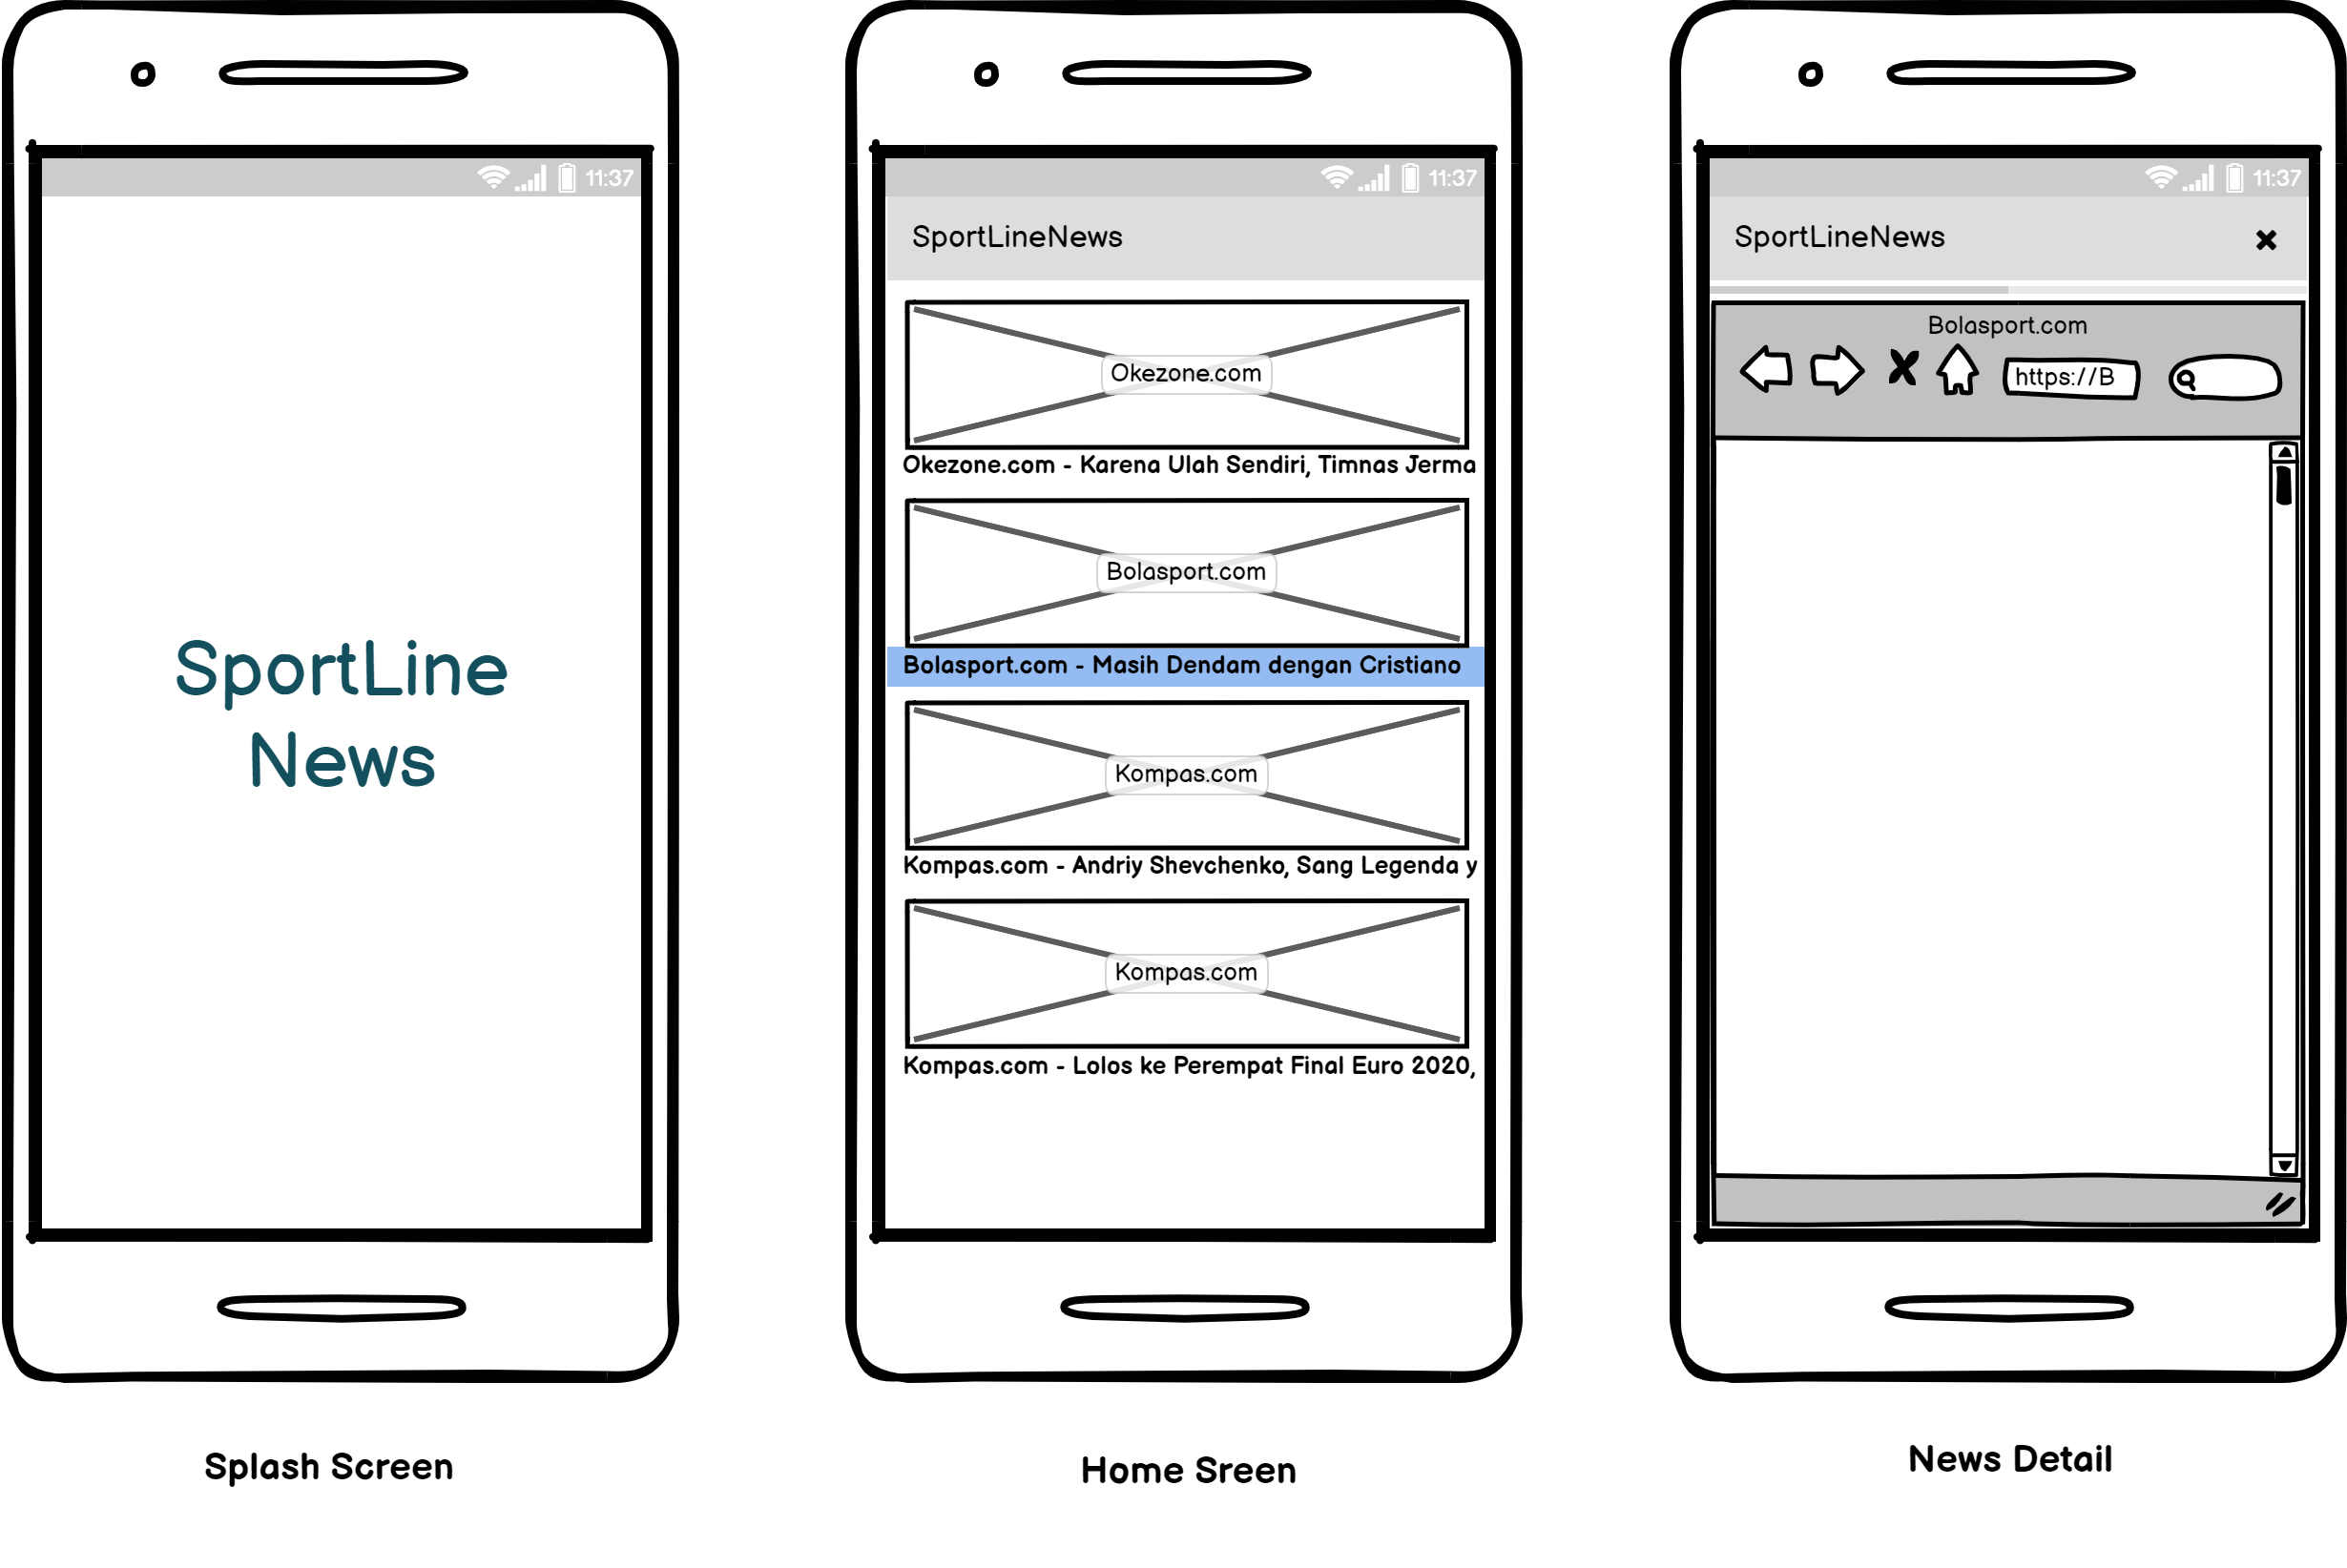 11:37
SportLine
News
Splash Screen
11:37
SportLineNews
Okezone.com
Okezone.com - Karena Ulah Sendiri, Timnas Jerma
Bolasport.com
Bolasport.com - Masih Dendam dengan Cristiano
Kompas.com
Kompas.com - Andriy Shevchenko, Sang Legenda y
Kompas.com
Kompas.com - Lolos ke Perempat Final Euro 2020,
Home Sreen
11:37
SportLineNews
Bolasport.com
https://B
News Detail